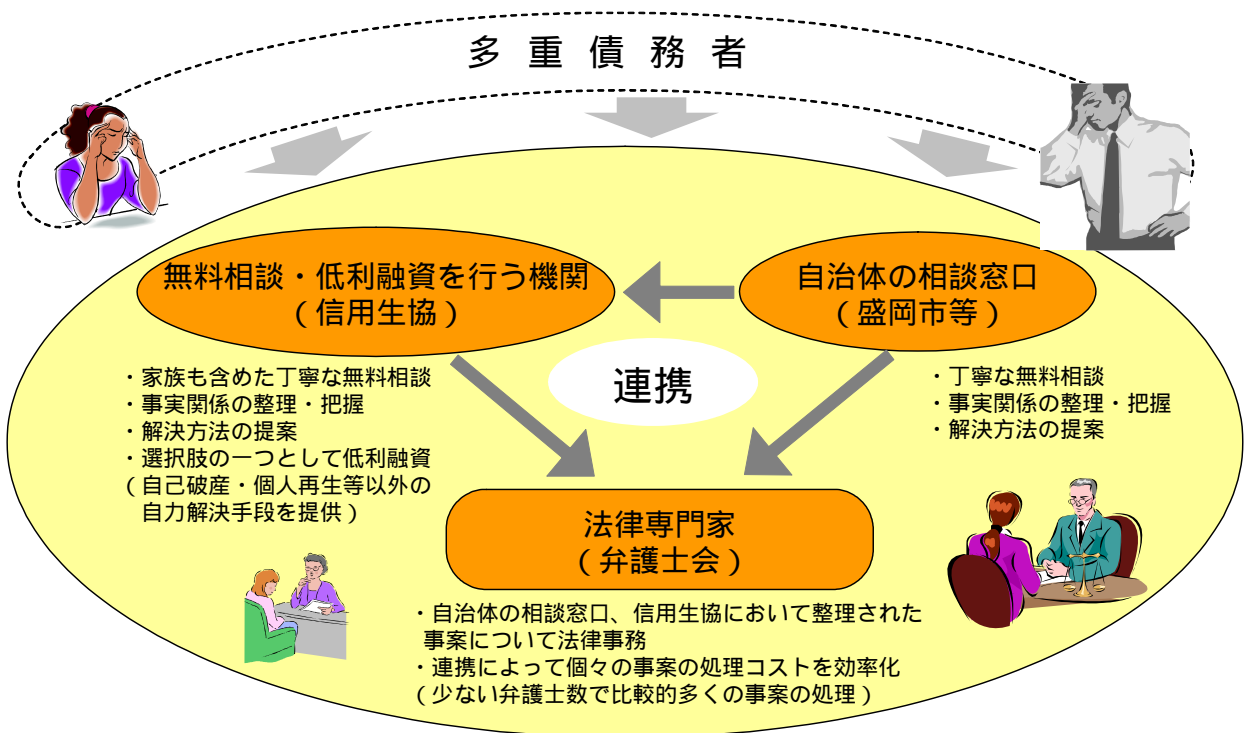 多重債務者
無料相談・低利融資を行う機関
（信用生協）
自治体の相談窓口
（盛岡市等）
連携
・家族も含めた丁寧な無料相談
・事実関係の整理・把握
・解決方法の提案
・選択肢の一つとして低利融資
（自己破産・個人再生等以外の
自力解決手段を提供）
・丁寧な無料相談
・事実関係の整理・把握
・解決方法の提案
法律専門家
（弁護士会）
・自治体の相談窓口、信用生協において整理された
事案について法律事務
・連携によって個々の事案の処理コストを効率化
（少ない弁護士数で比較的多くの事案の処理）